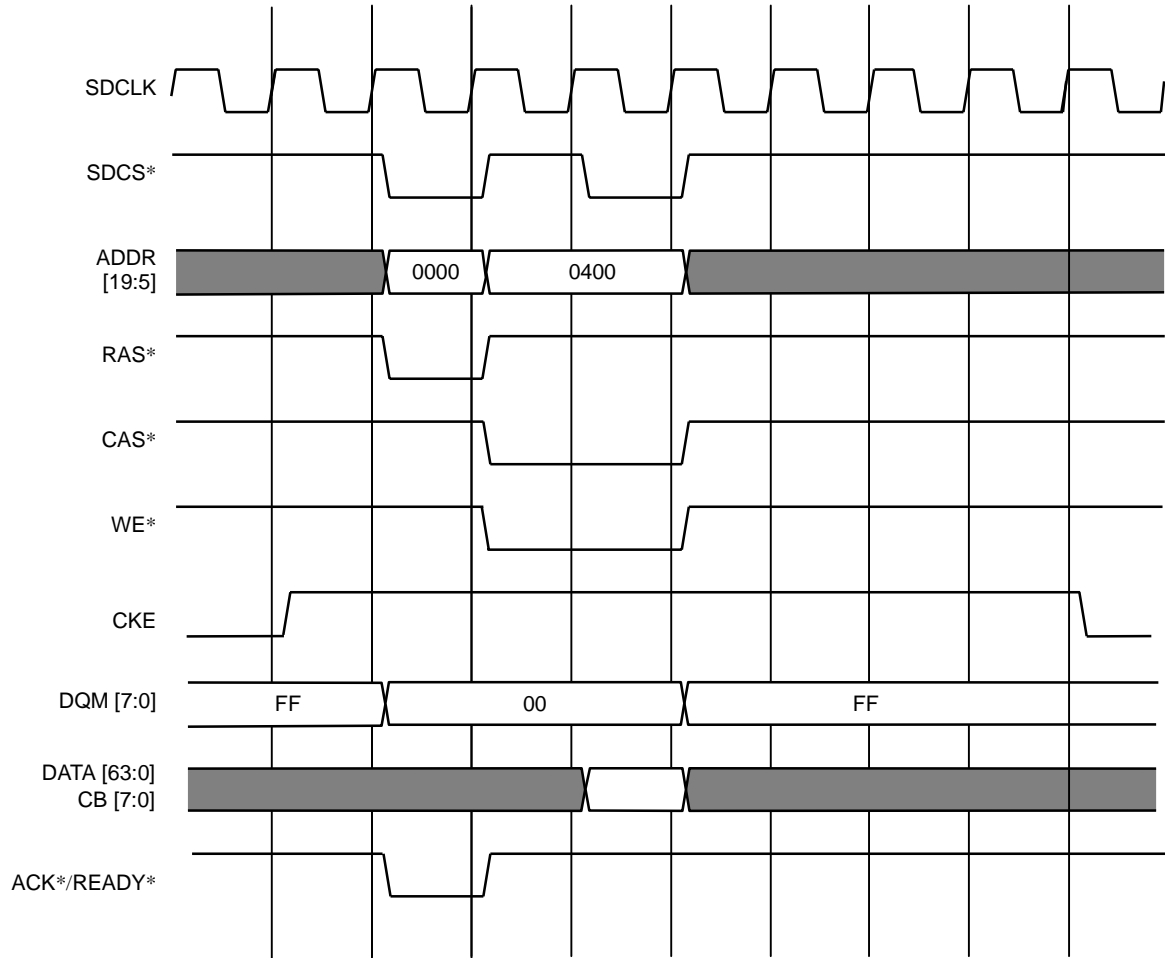 SDCLK
SDCS*
ADDR
[19:5]
0000
0400
RAS*
CAS*
WE*
CKE
DQM [7:0]
FF
00
FF
DATA [63:0]
CB [7:0]
ACK*/READY*